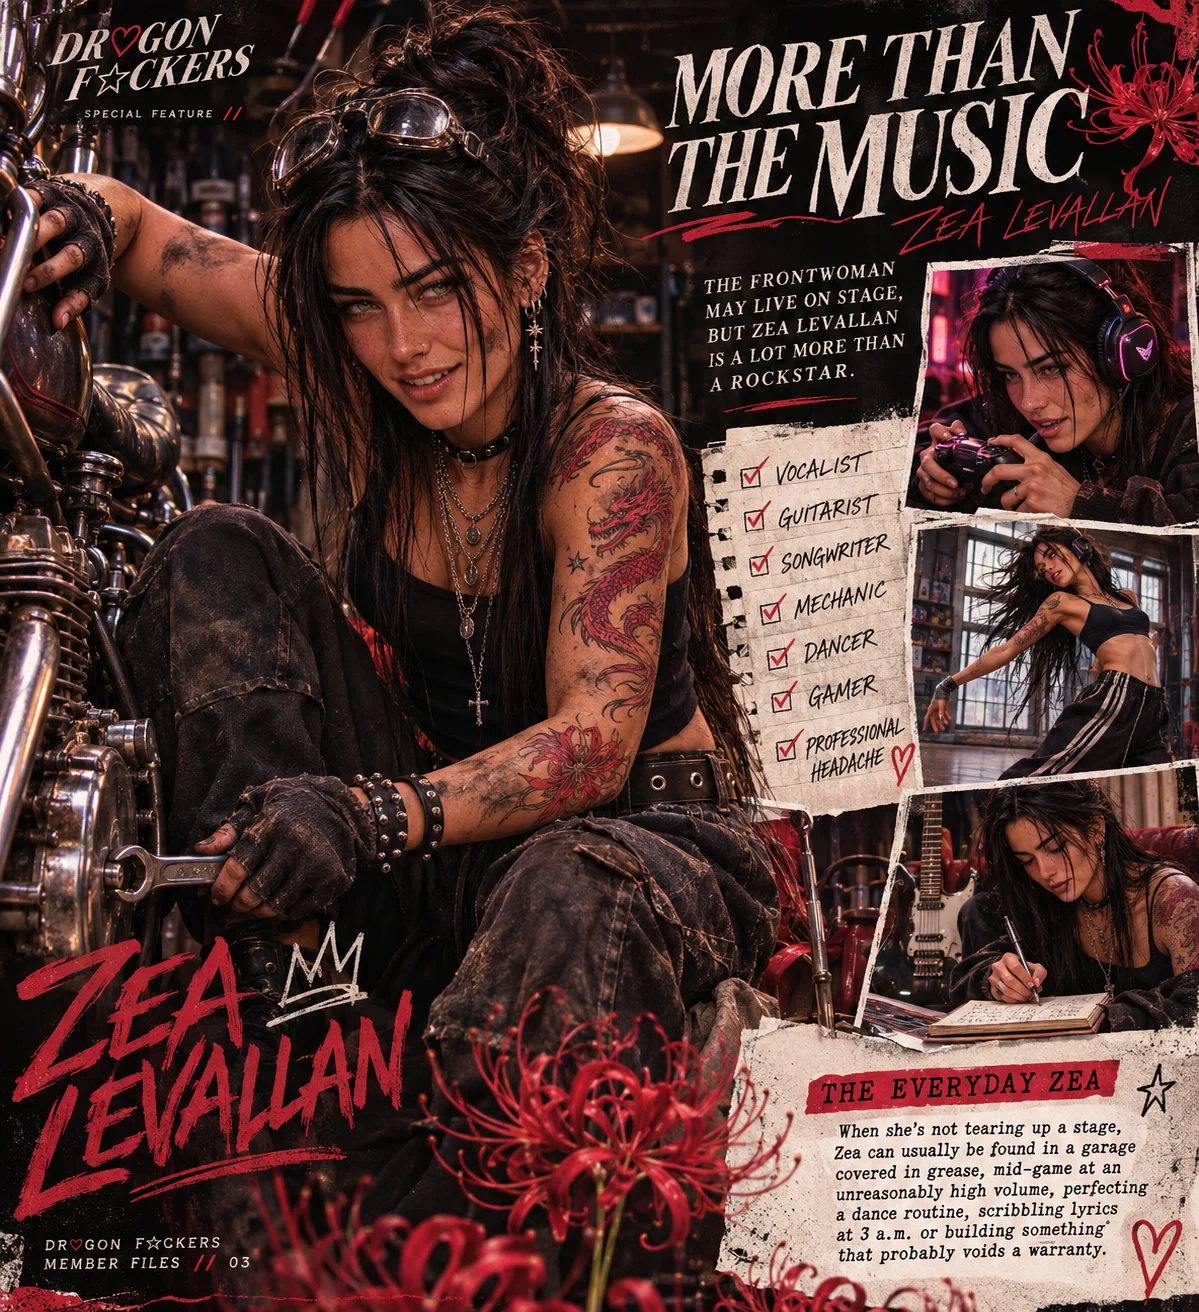 DR♡GON
F☆CKERS
SPECIAL FEATURE //
MORE THAN
THE MUSIC
ZEA LEVALLAN
THE FRONTWOMAN
MAY LIVE ON STAGE,
BUT ZEA LEVALLAN
IS A LOT MORE THAN
A ROCKSTAR.
VOCALIST
GUITARIST
SONGWRITER
MECHANIC
DANCER
GAMER
PROFESSIONAL
HEADACHE
ZEA
LEVALLAN
DR♡GON F☆CKERS
MEMBER FILES // 03
THE EVERYDAY ZEA
When she's not tearing up a stage,
Zea can usually be found in a garage
covered in grease, mid-game at an
unreasonably high volume, perfecting
a dance routine, scribbling lyrics
at 3 a.m. or building something
that probably voids a warranty.